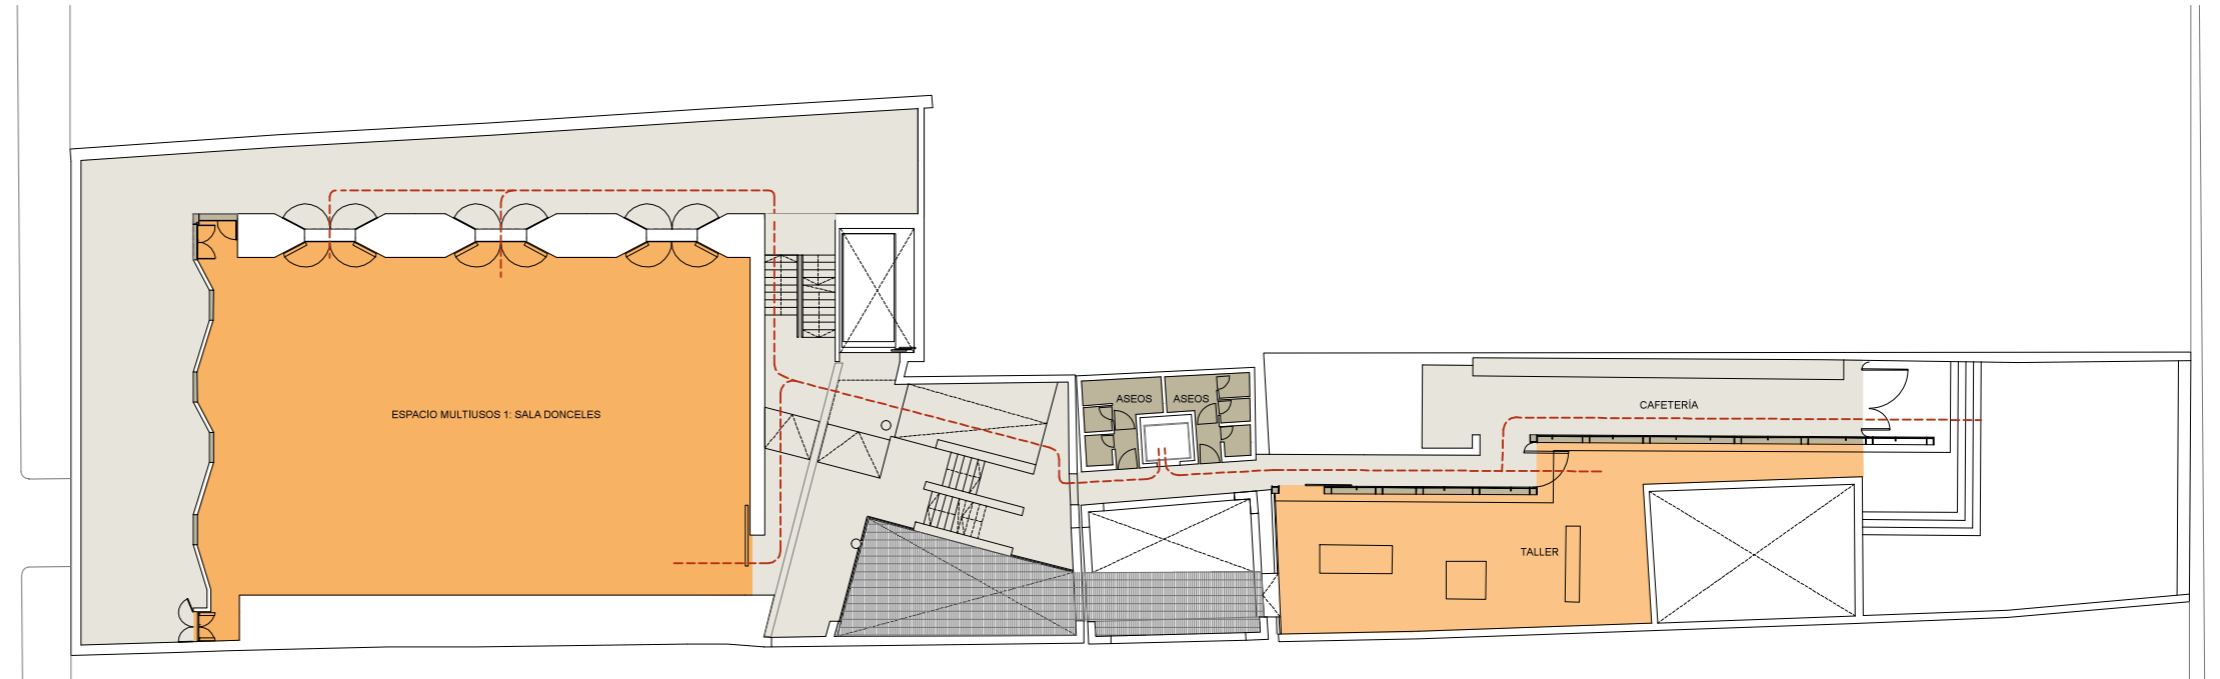 ASEOS
ASEOS
CAFETERÍA
ESPACIO MULTIUSOS 1: SALA DONCELES
TALLER